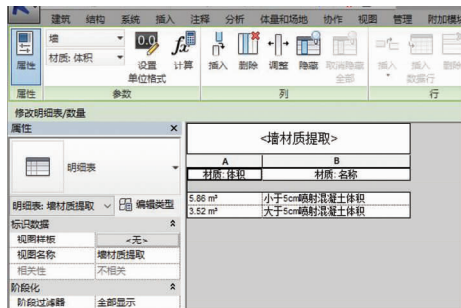 建筑 结构 系统 插入 注释 分析 体量和场地 协作 视图 管理 附加模块
墙
材质: 体积
属性 设置 单位格式 计算 插入 删除 调整 隐藏 取消隐藏 全部 插入 插入 数据行 删除
属性 参数 列 行
修改明细表/数量
属性 ×
明细表
明细表: 墙材质提取 编辑类型
标识数据
视图样板 <无>
视图名称 墙材质提取
相关性 不相关
阶段化
阶段过滤器 全部显示
<墙材质提取>
A B
材质: 体积 材质: 名称
5.86 m³ 小于5cm喷射混凝土体积
3.52 m³ 大于5cm喷射混凝土体积